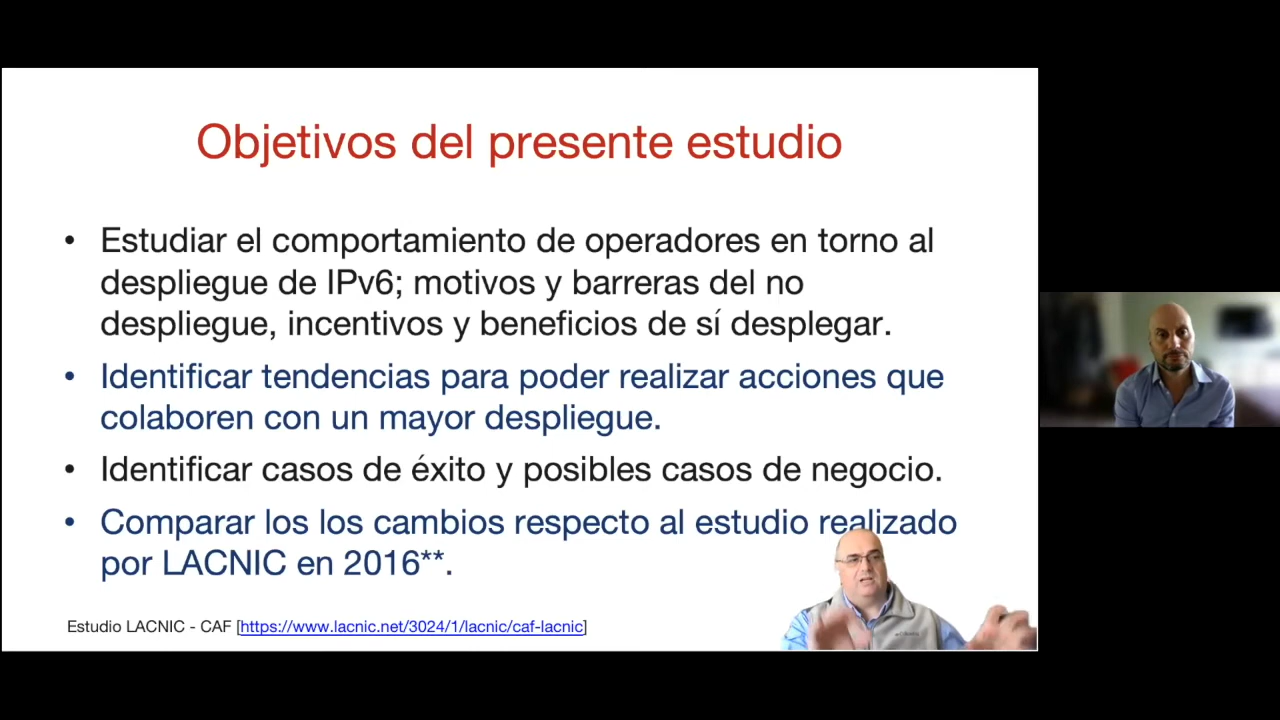 Objetivos del presente estudio
• Estudiar el comportamiento de operadores en torno al
despliegue de IPv6; motivos y barreras del no
despliegue, incentivos y beneficios de sí desplegar.
• Identificar tendencias para poder realizar acciones que
colaboren con un mayor despliegue.
• Identificar casos de éxito y posibles casos de negocio.
• Comparar los los cambios respecto al estudio realizado
por LACNIC en 2016**.
Estudio LACNIC - CAF [https://www.lacnic.net/3024/1/lacnic/caf-lacnic]